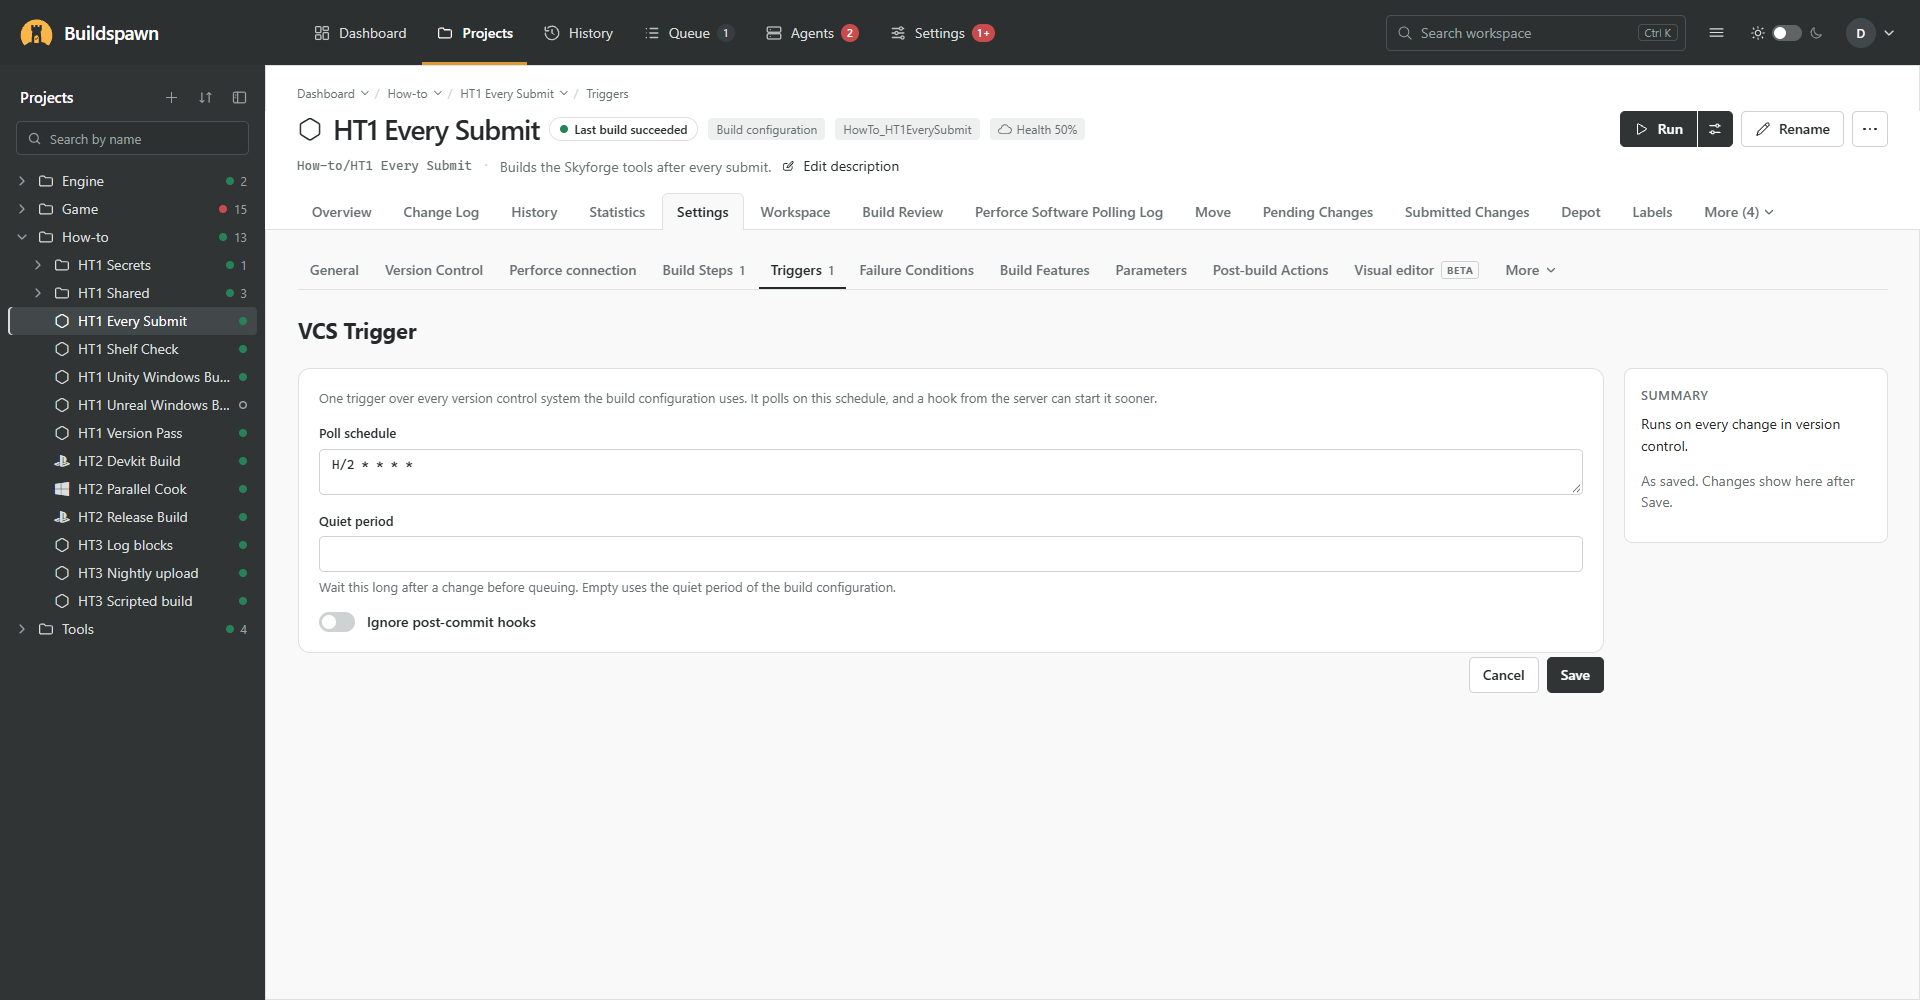 Buildspawn
Dashboard
Projects
History
Queue 1
Agents 2
Settings 1+
Search workspace Ctrl K
D
Projects
Search by name
Engine 2
Game 15
How-to 13
HT1 Secrets 1
HT1 Shared 3
HT1 Every Submit
HT1 Shelf Check
HT1 Unity Windows Bu...
HT1 Unreal Windows B...
HT1 Version Pass
HT2 Devkit Build
HT2 Parallel Cook
HT2 Release Build
HT3 Log blocks
HT3 Nightly upload
HT3 Scripted build
Tools 4
Dashboard / How-to / HT1 Every Submit / Triggers
HT1 Every Submit Last build succeeded Build configuration HowTo_HT1EverySubmit Health 50%
Run
Rename
How-to/HT1 Every Submit · Builds the Skyforge tools after every submit. Edit description
Overview Change Log History Statistics Settings Workspace Build Review Perforce Software Polling Log Move Pending Changes Submitted Changes Depot Labels More (4)
General Version Control Perforce connection Build Steps 1 Triggers 1 Failure Conditions Build Features Parameters Post-build Actions Visual editor BETA More
VCS Trigger
One trigger over every version control system the build configuration uses. It polls on this schedule, and a hook from the server can start it sooner.
Poll schedule
H/2 * * * *
Quiet period
Wait this long after a change before queuing. Empty uses the quiet period of the build configuration.
Ignore post-commit hooks
Cancel
Save
SUMMARY
Runs on every change in version
control.
As saved. Changes show here after
Save.